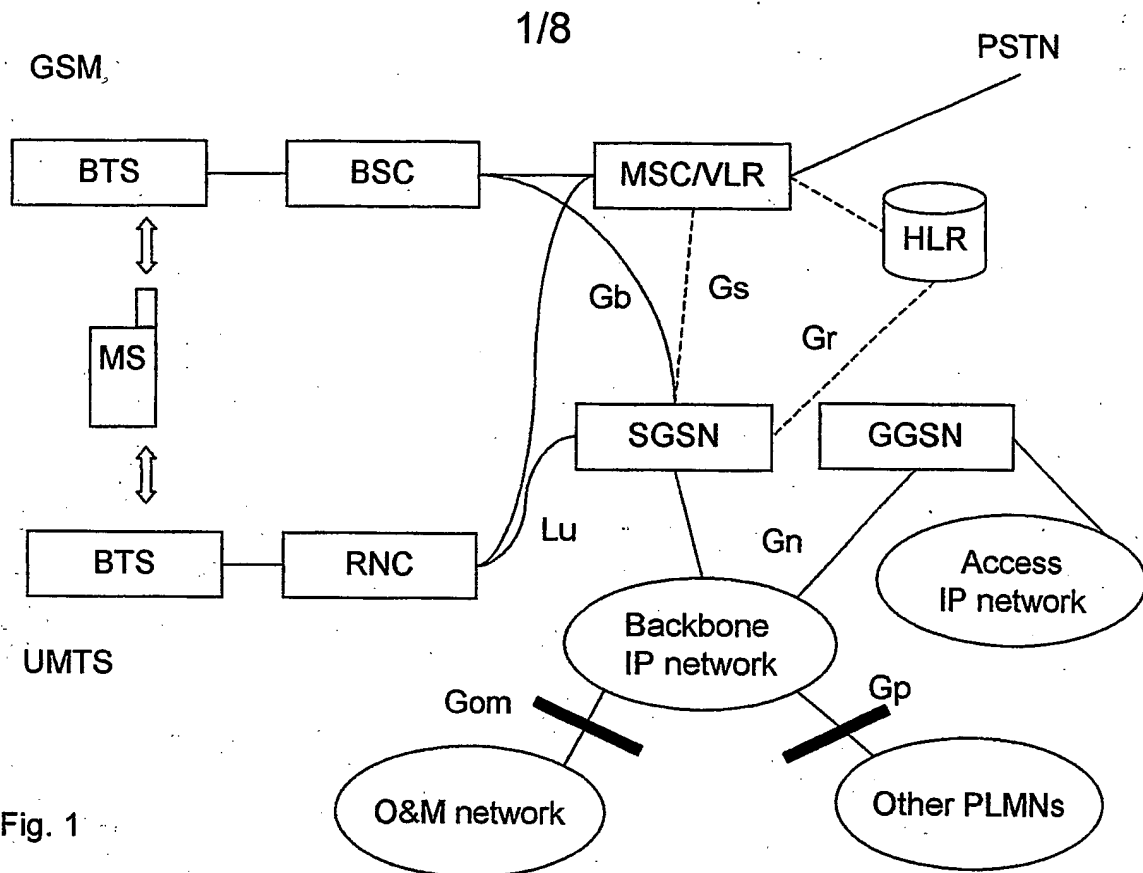 1/8
GSM
PSTN
BTS
BSC
MSC/VLR
HLR
Gb
Gs
Gr
MS
SGSN
GGSN
BTS
RNC
Lu
Gn
Access
IP network
Backbone
IP network
UMTS
Gom
Gp
O&M network
Other PLMNs
Fig. 1